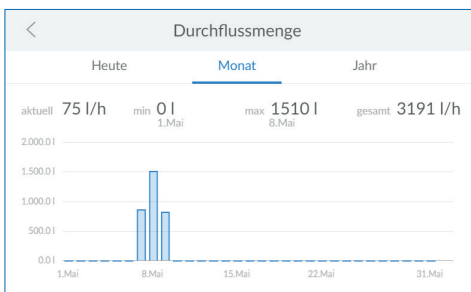 Durchflussmenge
Heute Monat Jahr
aktuell 75 l/h min 0 l max 1510 l gesamt 3191 l/h
1.Mai 8.Mai
2.000.0 l
1.500.0 l
1.000.0 l
500.0 l
0.0 l
1.Mai 8.Mai 15.Mai 22.Mai 31.Mai